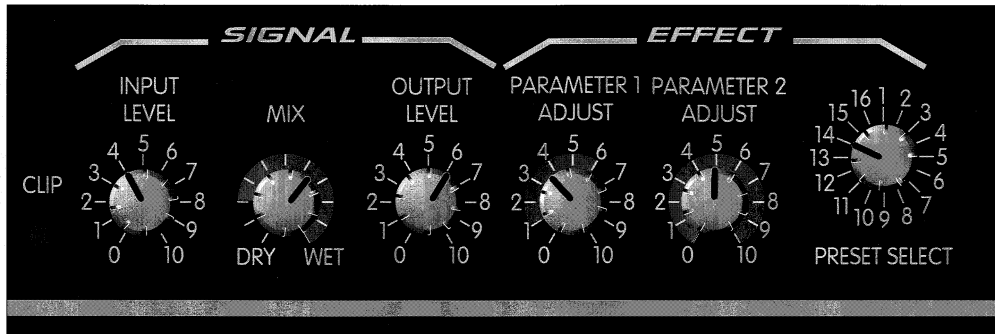 SIGNAL
EFFECT
INPUT
LEVEL
MIX
OUTPUT
LEVEL
PARAMETER 1
ADJUST
PARAMETER 2
ADJUST
CLIP
0 1 2 3 4 5 6 7 8 9 10
DRY WET
0 1 2 3 4 5 6 7 8 9 10
0 1 2 3 4 5 6 7 8 9 10
0 1 2 3 4 5 6 7 8 9 10
1 2 3 4 5 6 7 8 9 10 11 12 13 14 15 16
PRESET SELECT